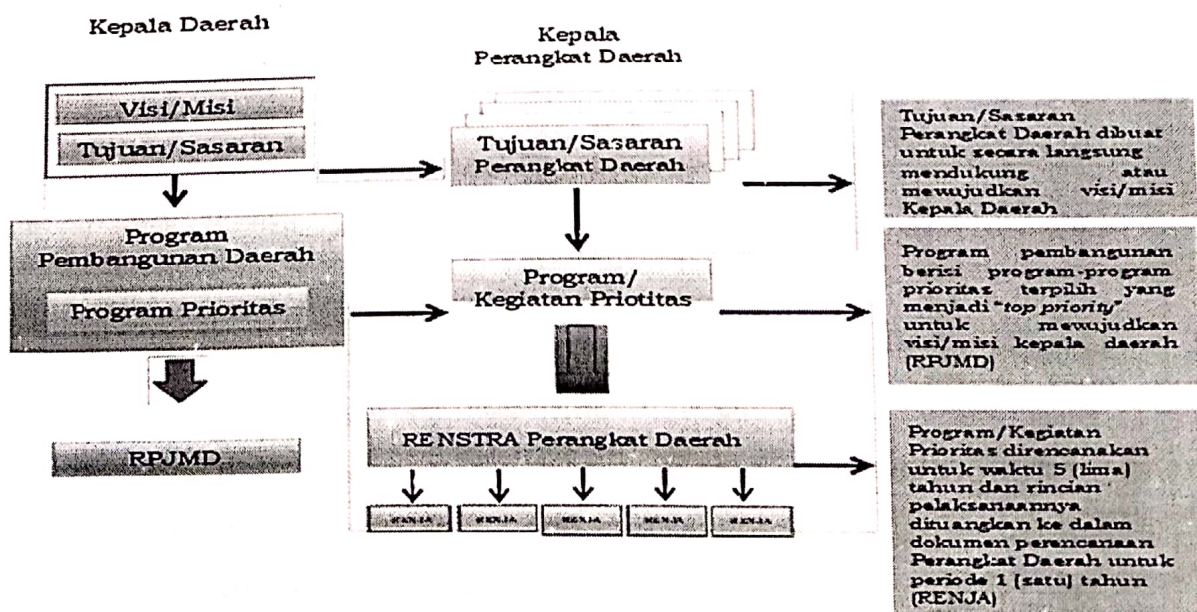 Kepala Daerah
Visi/Misi
Tujuan/Sasaran
Program
Pembangunan Daerah
Program Prioritas
RPJMD
Kepala
Perangkat Daerah
Tujuan/Sasaran
Perangkat Daerah
Program/
Kegiatan Priotitas
RENSTRA Perangkat Daerah
RENJA RENJA RENJA RENJA RENJA
Tujuan/Sasaran
Perangkat Daerah dibuat
untuk secara langsung
mendukung atau
mewujudkan visi/misi
Kepala Daerah
Program pembangunan
berisi program-program
prioritas terpilih yang
menjadi "top priority"
untuk mewujudkan
visi/misi kepala daerah
(RPJMD)
Program/Kegiatan
Prioritas direncanakan
untuk waktu 5 (lima)
tahun dan rincian
pelaksanaannya
dituangkan ke dalam
dokumen perencanaan
Perangkat Daerah untuk
periode 1 (satu) tahun
(RENJA)